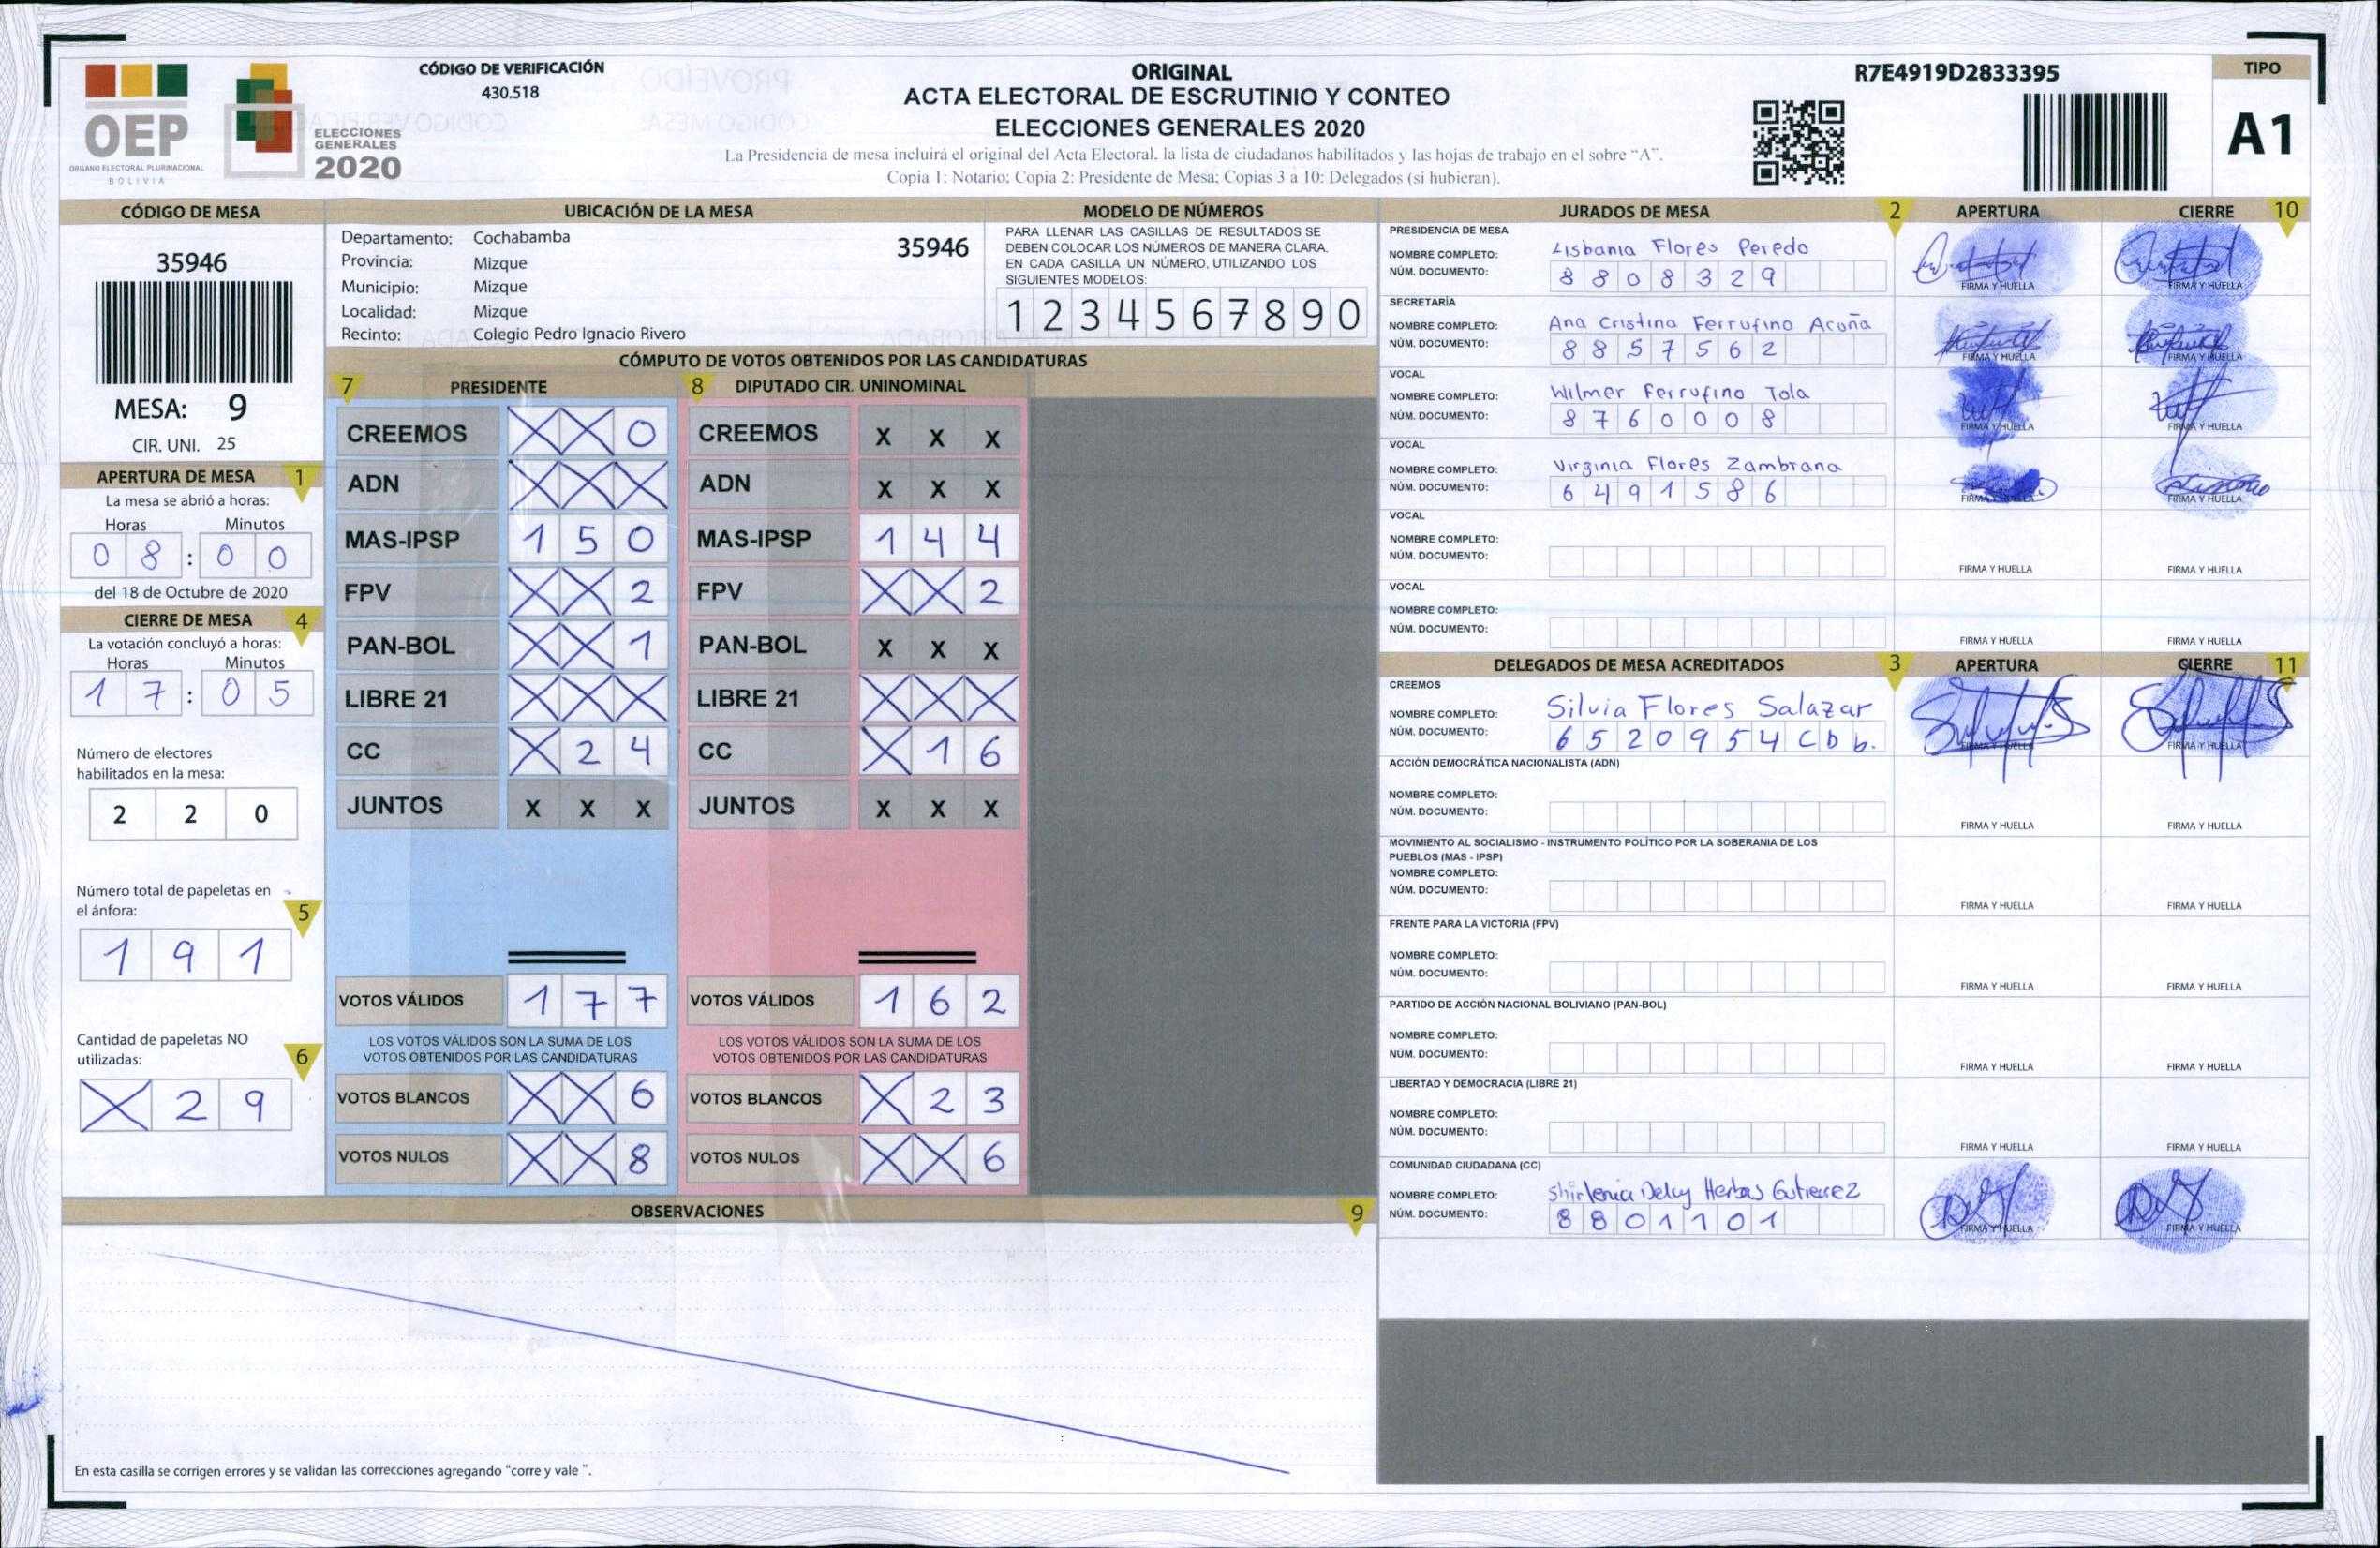 OEP
ORGANO ELECTORAL PLURINACIONAL
BOLIVIA
ELECCIONES
GENERALES
2020
CÓDIGO DE VERIFICACIÓN
430.518
ORIGINAL
ACTA ELECTORAL DE ESCRUTINIO Y CONTEO
ELECCIONES GENERALES 2020
La Presidencia de mesa incluirá el original del Acta Electoral, la lista de ciudadanos habilitados y las hojas de trabajo en el sobre “A”.
Copia 1: Notario; Copia 2: Presidente de Mesa; Copias 3 a 10: Delegados (si hubieran).
R7E4919D2833395
TIPO
A1
CÓDIGO DE MESA
35946
MESA: 9
CIR. UNI. 25
APERTURA DE MESA 1
La mesa se abrió a horas:
Horas Minutos
0 8 : 0 0
del 18 de Octubre de 2020
CIERRE DE MESA 4
La votación concluyó a horas:
Horas Minutos
1 7 : 0 5
Número de electores
habilitados en la mesa:
2 2 0
Número total de papeletas en
el ánfora:
5
1 9 1
Cantidad de papeletas NO
utilizadas:
6
X 2 9
UBICACIÓN DE LA MESA
Departamento: Cochabamba
35946
Provincia: Mizque
Municipio: Mizque
Localidad: Mizque
Recinto: Colegio Pedro Ignacio Rivero
MODELO DE NÚMEROS
PARA LLENAR LAS CASILLAS DE RESULTADOS SE
DEBEN COLOCAR LOS NÚMEROS DE MANERA CLARA.
EN CADA CASILLA UN NÚMERO, UTILIZANDO LOS
SIGUIENTES MODELOS:
1 2 3 4 5 6 7 8 9 0
CÓMPUTO DE VOTOS OBTENIDOS POR LAS CANDIDATURAS
7 PRESIDENTE
CREEMOS X X 0
ADN X X X
MAS-IPSP 1 5 0
FPV X X 2
PAN-BOL X X 1
LIBRE 21 X X X
CC X 2 4
JUNTOS X X X
VOTOS VÁLIDOS 1 7 7
LOS VOTOS VÁLIDOS SON LA SUMA DE LOS
VOTOS OBTENIDOS POR LAS CANDIDATURAS
VOTOS BLANCOS X X 6
VOTOS NULOS X X 8
8 DIPUTADO CIR. UNINOMINAL
CREEMOS X X X
ADN X X X
MAS-IPSP 1 4 4
FPV X X 2
PAN-BOL X X X
LIBRE 21 X X X
CC X 1 6
JUNTOS X X X
VOTOS VÁLIDOS 1 6 2
LOS VOTOS VÁLIDOS SON LA SUMA DE LOS
VOTOS OBTENIDOS POR LAS CANDIDATURAS
VOTOS BLANCOS X 2 3
VOTOS NULOS X X 6
OBSERVACIONES 9
En esta casilla se corrigen errores y se validan las correcciones agregando “corre y vale ”.
JURADOS DE MESA 2 APERTURA CIERRE 10
PRESIDENCIA DE MESA
NOMBRE COMPLETO: Lisbania Flores Peredo
NÚM. DOCUMENTO: 8 8 0 8 3 2 9
FIRMA Y HUELLA FIRMA Y HUELLA
SECRETARÍA
NOMBRE COMPLETO: Ana Cristina Ferrufino Acuña
NÚM. DOCUMENTO: 8 8 5 7 5 6 2
FIRMA Y HUELLA FIRMA Y HUELLA
VOCAL
NOMBRE COMPLETO: Wilmer Ferrufino Tola
NÚM. DOCUMENTO: 8 7 6 0 0 0 8
FIRMA Y HUELLA FIRMA Y HUELLA
VOCAL
NOMBRE COMPLETO: Virginia Flores Zambrana
NÚM. DOCUMENTO: 6 4 9 1 5 8 6
FIRMA Y HUELLA FIRMA Y HUELLA
VOCAL
NOMBRE COMPLETO:
NÚM. DOCUMENTO:
FIRMA Y HUELLA FIRMA Y HUELLA
VOCAL
NOMBRE COMPLETO:
NÚM. DOCUMENTO:
FIRMA Y HUELLA FIRMA Y HUELLA
DELEGADOS DE MESA ACREDITADOS 3 APERTURA CIERRE 11
CREEMOS
NOMBRE COMPLETO: Silvia Flores Salazar
NÚM. DOCUMENTO: 6 5 2 0 9 5 4 C b b.
FIRMA Y HUELLA FIRMA Y HUELLA
ACCIÓN DEMOCRÁTICA NACIONALISTA (ADN)
NOMBRE COMPLETO:
NÚM. DOCUMENTO:
FIRMA Y HUELLA FIRMA Y HUELLA
MOVIMIENTO AL SOCIALISMO - INSTRUMENTO POLÍTICO POR LA SOBERANIA DE LOS
PUEBLOS (MAS - IPSP)
NOMBRE COMPLETO:
NÚM. DOCUMENTO:
FIRMA Y HUELLA FIRMA Y HUELLA
FRENTE PARA LA VICTORIA (FPV)
NOMBRE COMPLETO:
NÚM. DOCUMENTO:
FIRMA Y HUELLA FIRMA Y HUELLA
PARTIDO DE ACCIÓN NACIONAL BOLIVIANO (PAN-BOL)
NOMBRE COMPLETO:
NÚM. DOCUMENTO:
FIRMA Y HUELLA FIRMA Y HUELLA
LIBERTAD Y DEMOCRACIA (LIBRE 21)
NOMBRE COMPLETO:
NÚM. DOCUMENTO:
FIRMA Y HUELLA FIRMA Y HUELLA
COMUNIDAD CIUDADANA (CC)
NOMBRE COMPLETO: Shirlenia Delcy Herbas Gutierrez
NÚM. DOCUMENTO: 8 8 0 1 1 0 1
FIRMA Y HUELLA FIRMA Y HUELLA